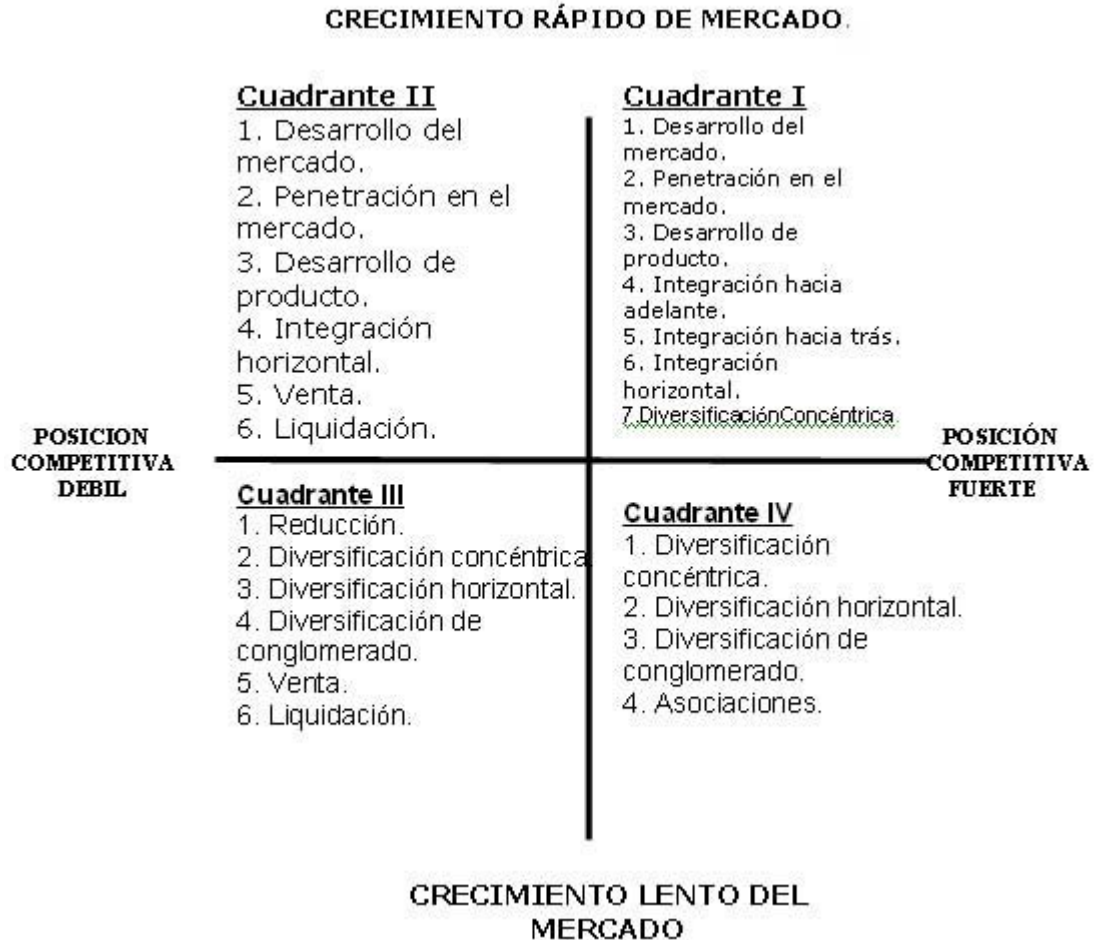 CRECIMIENTO RÁPIDO DE MERCADO.
Cuadrante II
1. Desarrollo del
mercado.
2. Penetración en el
mercado.
3. Desarrollo de
producto.
4. Integración
horizontal.
5. Venta.
6. Liquidación.
Cuadrante I
1. Desarrollo del
mercado.
2. Penetración en el
mercado.
3. Desarrollo de
producto.
4. Integración hacia
adelante.
5. Integración hacia trás.
6. Integración
horizontal.
7.DiversificaciónConcéntrica.
POSICION
COMPETITIVA
DEBIL
POSICIÓN
COMPETITIVA
FUERTE
Cuadrante III
1. Reducción.
2. Diversificación concéntrica
3. Diversificación horizontal.
4. Diversificación de
conglomerado.
5. Venta.
6. Liquidación.
Cuadrante IV
1. Diversificación
concéntrica.
2. Diversificación horizontal.
3. Diversificación de
conglomerado.
4. Asociaciones.
CRECIMIENTO LENTO DEL
MERCADO